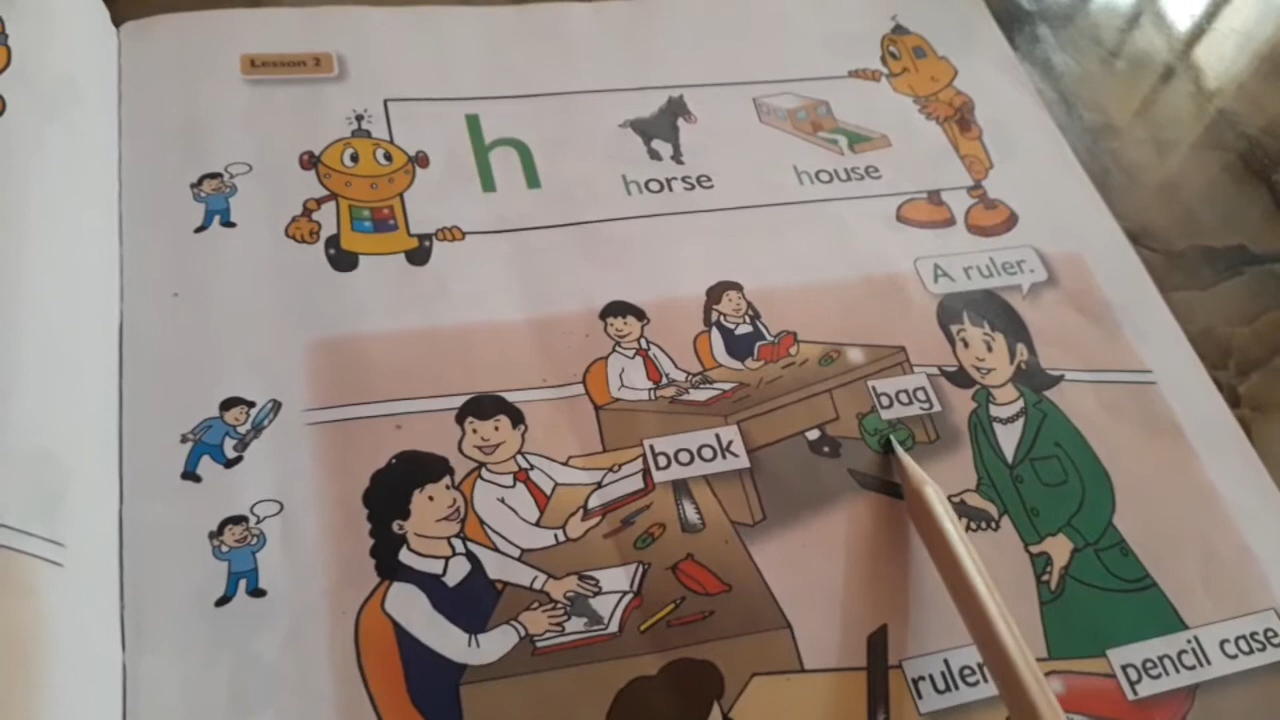 Lesson 2
h
horse
house
A ruler.
bag
book
ruler
pencil case